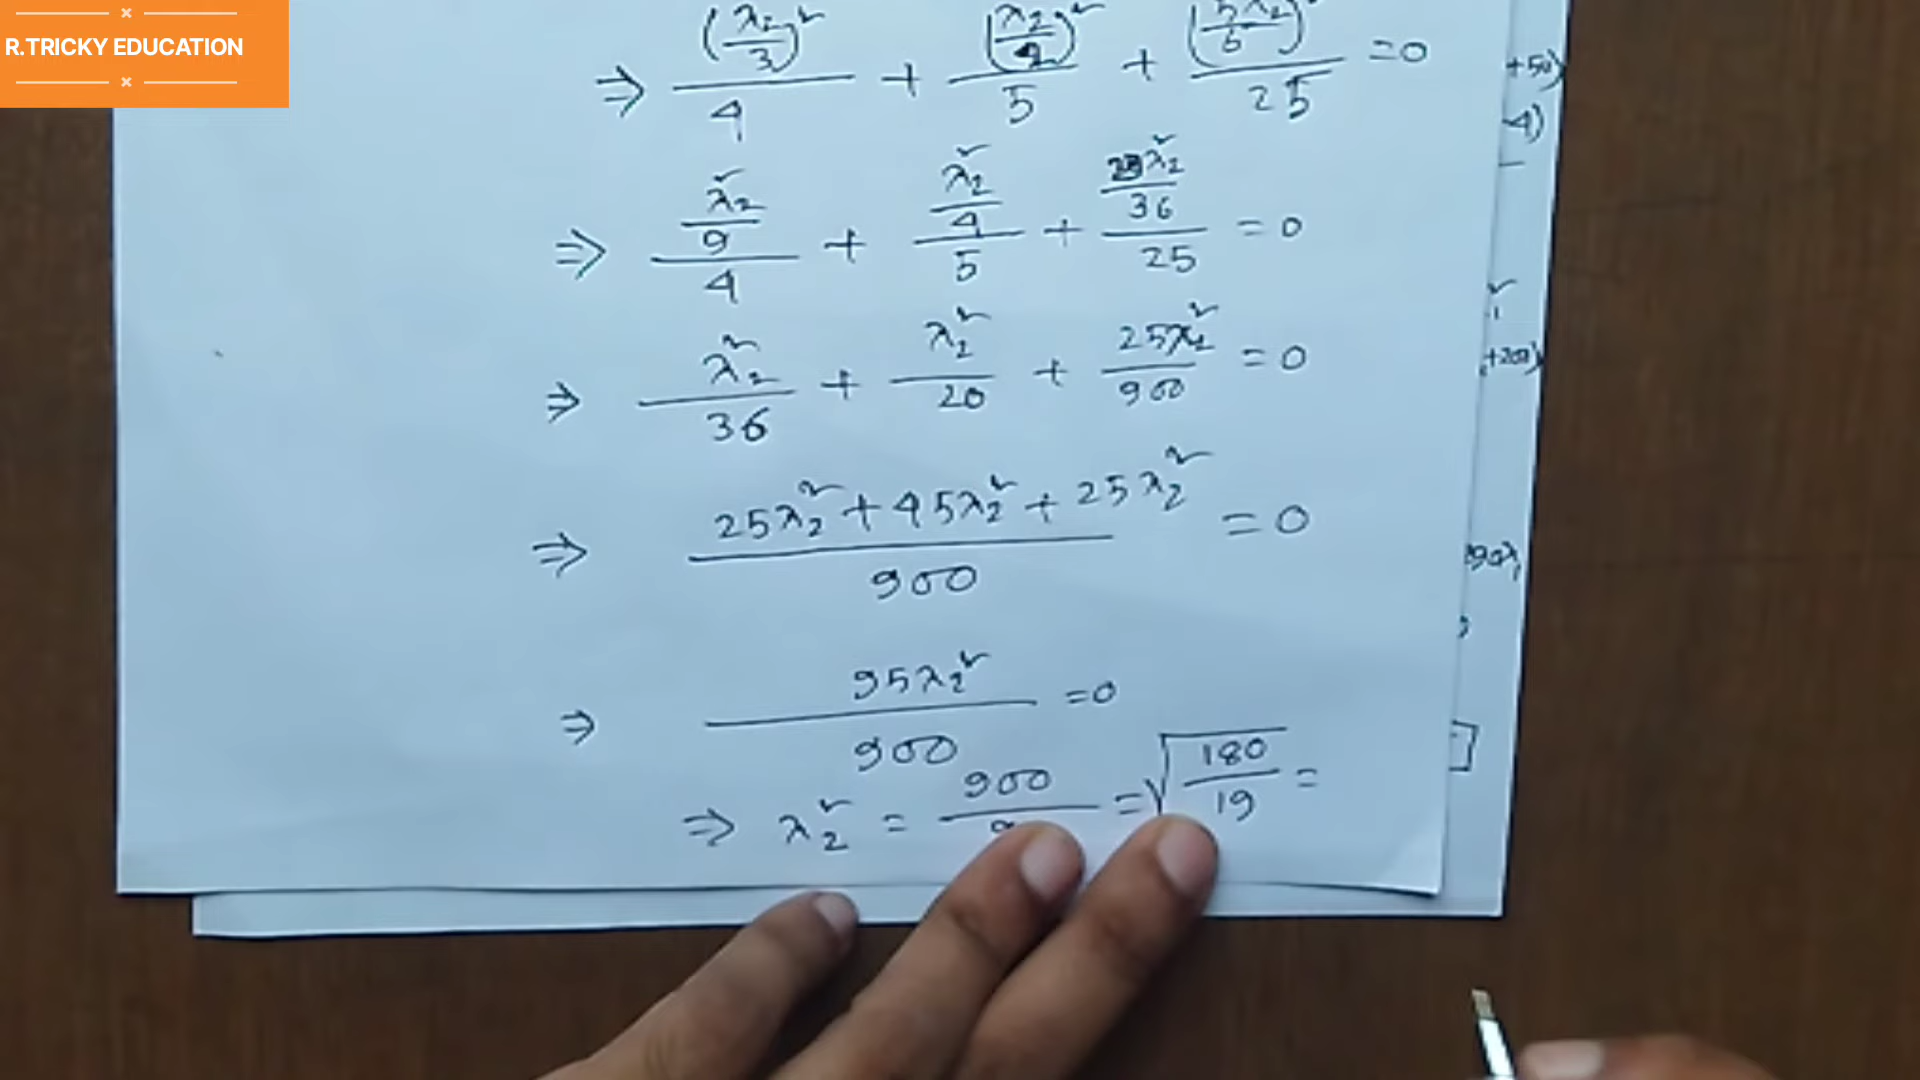 R.TRICKY EDUCATION
⇒ (λ₂/3)²/4 + (λ₂/2)²/5 + (5λ₂/6)²/25 = 0
+50)
4)
⇒ (λ₂²/9)/4 + (λ₂²/4)/5 + (25λ₂²/36)/25 = 0
⇒ λ₂²/36 + λ₂²/20 + 25λ₂²/900 = 0
⇒ (25λ₂² + 45λ₂² + 25λ₂²)/900 = 0
⇒ 95λ₂²/900 = 0
⇒ λ₂² = 900/ = √(180/19) =